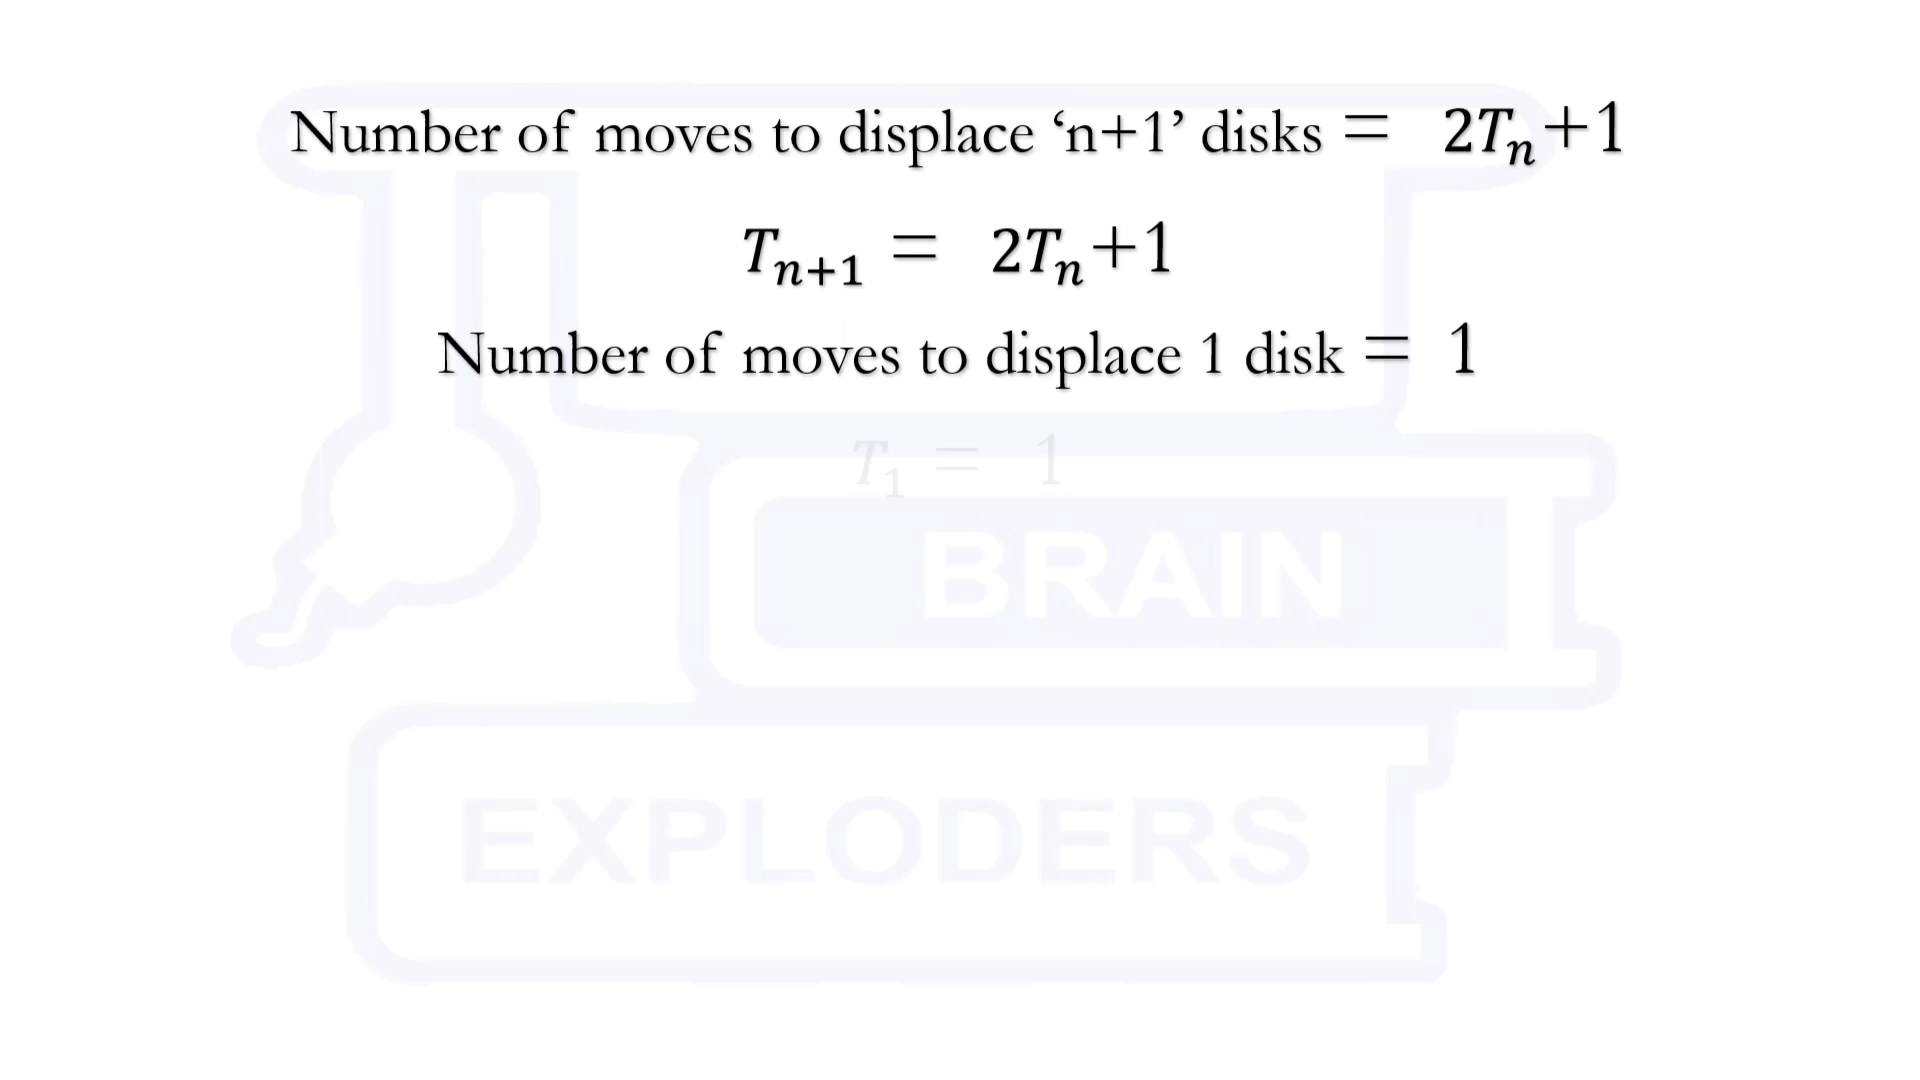 Number of moves to displace ‘n+1’ disks = 2Tₙ+1
Tₙ₊₁ = 2Tₙ+1
Number of moves to displace 1 disk = 1
T₁ = 1
BRAIN
EXPLODERS